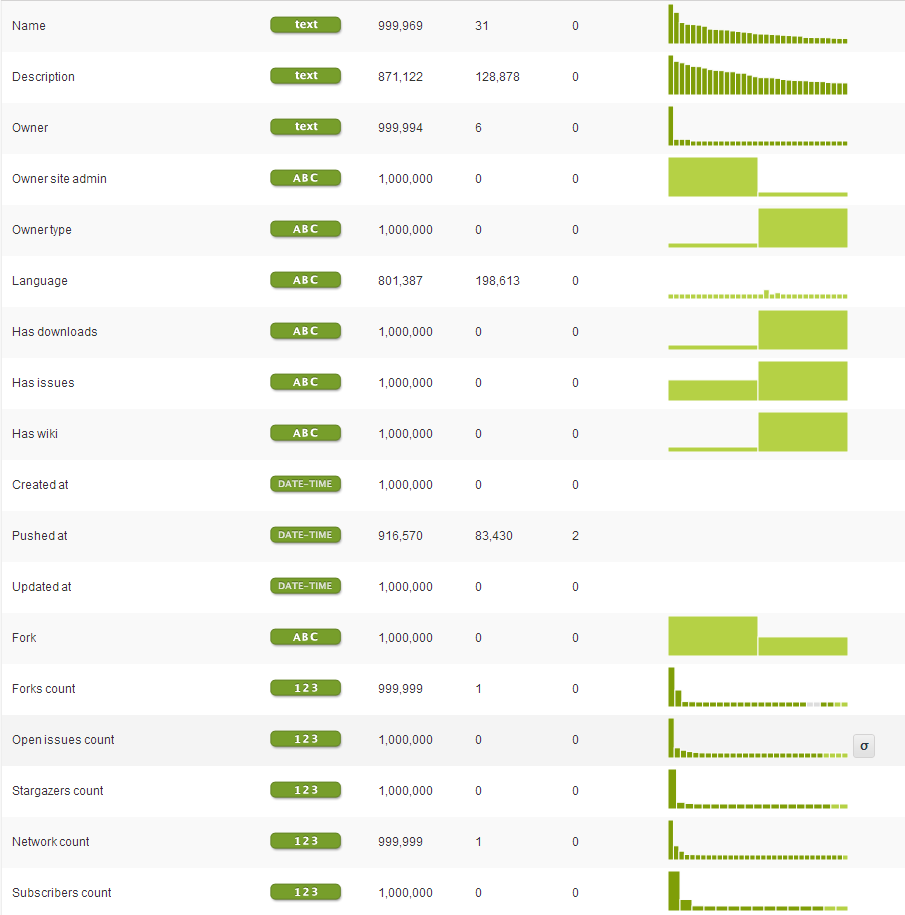 Name text 999,969 31 0
Description text 871,122 128,878 0
Owner text 999,994 6 0
Owner site admin ABC 1,000,000 0 0
Owner type ABC 1,000,000 0 0
Language ABC 801,387 198,613 0
Has downloads ABC 1,000,000 0 0
Has issues ABC 1,000,000 0 0
Has wiki ABC 1,000,000 0 0
Created at DATE-TIME 1,000,000 0 0
Pushed at DATE-TIME 916,570 83,430 2
Updated at DATE-TIME 1,000,000 0 0
Fork ABC 1,000,000 0 0
Forks count 123 999,999 1 0
Open issues count 123 1,000,000 0 0 σ
Stargazers count 123 1,000,000 0 0
Network count 123 999,999 1 0
Subscribers count 123 1,000,000 0 0